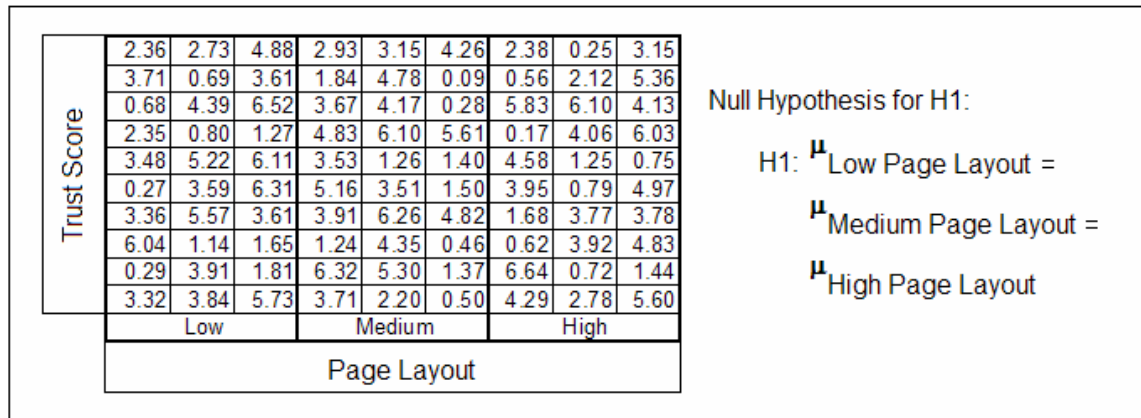 Trust Score
2.36 2.73 4.88 2.93 3.15 4.26 2.38 0.25 3.15
3.71 0.69 3.61 1.84 4.78 0.09 0.56 2.12 5.36
0.68 4.39 6.52 3.67 4.17 0.28 5.83 6.10 4.13
2.35 0.80 1.27 4.83 6.10 5.61 0.17 4.06 6.03
3.48 5.22 6.11 3.53 1.26 1.40 4.58 1.25 0.75
0.27 3.59 6.31 5.16 3.51 1.50 3.95 0.79 4.97
3.36 5.57 3.61 3.91 6.26 4.82 1.68 3.77 3.78
6.04 1.14 1.65 1.24 4.35 0.46 0.62 3.92 4.83
0.29 3.91 1.81 6.32 5.30 1.37 6.64 0.72 1.44
3.32 3.84 5.73 3.71 2.20 0.50 4.29 2.78 5.60
Low Medium High
Page Layout
Null Hypothesis for H1:
H1: μLow Page Layout =
μMedium Page Layout =
μHigh Page Layout